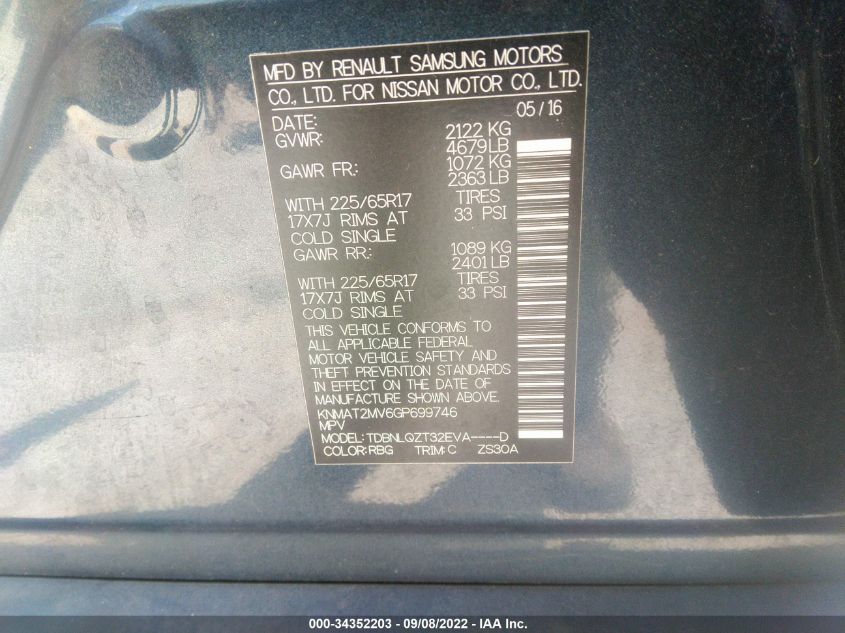 MFD BY RENAULT SAMSUNG MOTORS
CO., LTD. FOR NISSAN MOTOR CO., LTD.
DATE: 05/16
GVWR: 2122 KG
4679 LB
GAWR FR.: 1072 KG
2363 LB
WITH 225/65R17 TIRES
17X7J RIMS AT 33 PSI
COLD SINGLE
GAWR RR.: 1089 KG
2401 LB
WITH 225/65R17 TIRES
17X7J RIMS AT 33 PSI
COLD SINGLE
THIS VEHICLE CONFORMS TO
ALL APPLICABLE FEDERAL
MOTOR VEHICLE SAFETY AND
THEFT PREVENTION STANDARDS
IN EFFECT ON THE DATE OF
MANUFACTURE SHOWN ABOVE.
KNMAT2MV6GP699746
MPV
MODEL: TDBNLQZT32EVA----D
COLOR: RBG TRIM: C ZS30A
000-34352203 - 09/08/2022 - IAA Inc.